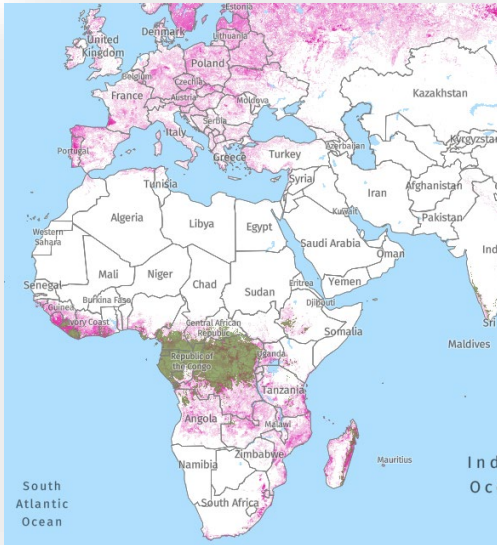 Estonia
Denmark
Lithuania
United
Kingdom
Poland
Belgium
Czechia
France
Austria
Moldova
Kazakhstan
Serbia
Italy
Portugal
Greece
Turkey
Azerbaijan
Kyrgyzstan
Tunisia
Syria
Iran
Afghanistan
Algeria
Libya
Egypt
Kuwait
Pakistan
Western
Sahara
Saudi Arabia
Oman
Ind
Mali
Niger
Chad
Sudan
Eritrea
Yemen
Senegal
Burkina Faso
Djibouti
Guinea
Ivory Coast
Central African
Republic
Somalia
Sri
Maldives
Republic of
the Congo
Uganda
Tanzania
Angola
Malawi
Zimbabwe
Namibia
Mauritius
South Africa
South
Atlantic
Ocean
Ind
Oc